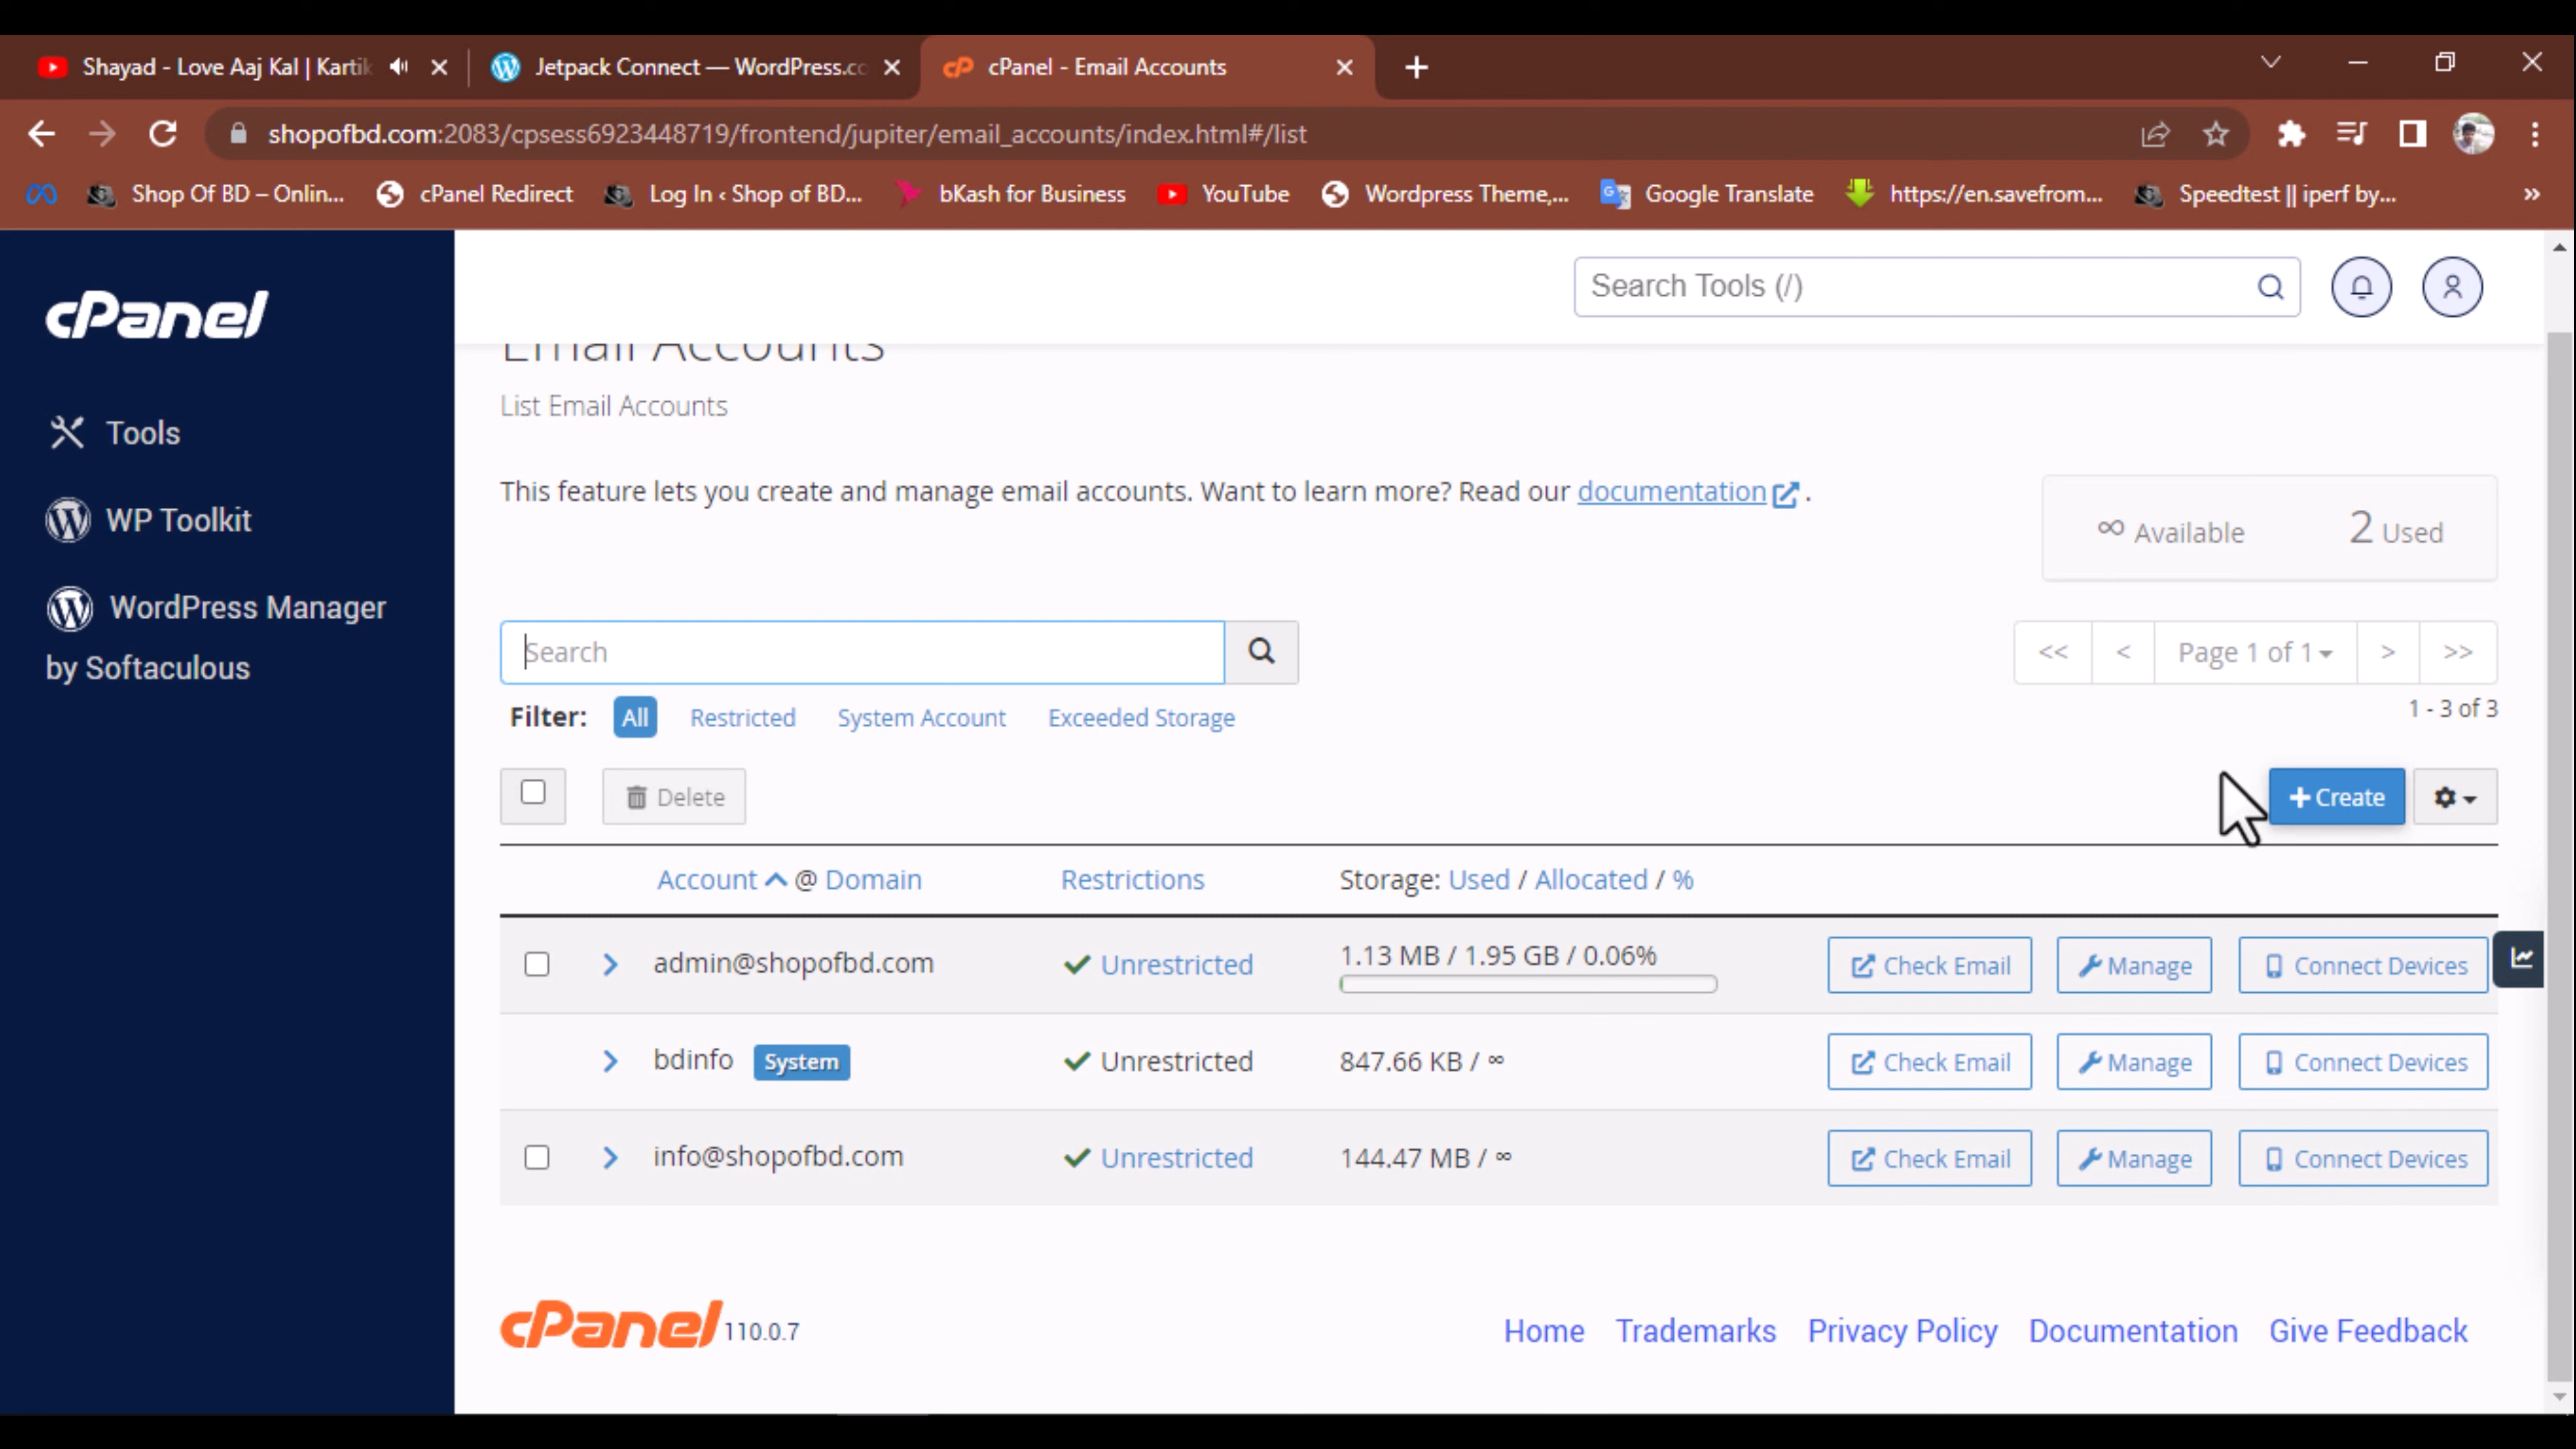 Shayad - Love Aaj Kal | Kartik
Jetpack Connect — WordPress.co
cPanel - Email Accounts
shopofbd.com:2083/cpsess6923448719/frontend/jupiter/email_accounts/index.html#/list
Shop Of BD – Onlin...
cPanel Redirect
Log In ‹ Shop of BD...
bKash for Business
YouTube
Wordpress Theme,...
Google Translate
https://en.savefrom...
Speedtest || iperf by...
»
cPanel
Search Tools (/)
Tools
WP Toolkit
WordPress Manager
by Softaculous
Email Accounts
List Email Accounts
This feature lets you create and manage email accounts. Want to learn more? Read our documentation .
∞ Available 2 Used
Search
<< < Page 1 of 1 > >>
Filter: All Restricted System Account Exceeded Storage
1 - 3 of 3
Delete
+ Create
Account @ Domain Restrictions Storage: Used / Allocated / %
admin@shopofbd.com Unrestricted 1.13 MB / 1.95 GB / 0.06% Check Email Manage Connect Devices
bdinfo System Unrestricted 847.66 KB / ∞ Check Email Manage Connect Devices
info@shopofbd.com Unrestricted 144.47 MB / ∞ Check Email Manage Connect Devices
cPanel 110.0.7
Home Trademarks Privacy Policy Documentation Give Feedback